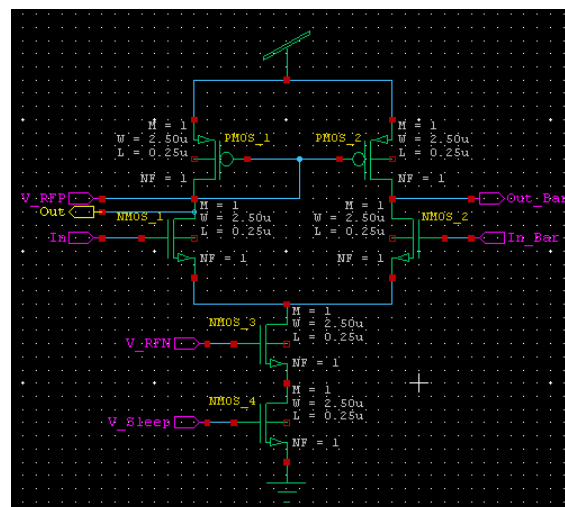 M = 1
W = 2.50u
L = 0.25u
NF = 1
PMOS_1
PMOS_2
M = 1
W = 2.50u
L = 0.25u
NF = 1
V_RFP
Out
In
NMOS_1
M = 1
W = 2.50u
L = 0.25u
NF = 1
M = 1
W = 2.50u
L = 0.25u
NF = 1
NMOS_2
Out_Bar
In_Bar
NMOS_3
V_RFN
M = 1
W = 2.50u
L = 0.25u
NF = 1
NMOS_4
V_Sleep
M = 1
W = 2.50u
L = 0.25u
NF = 1